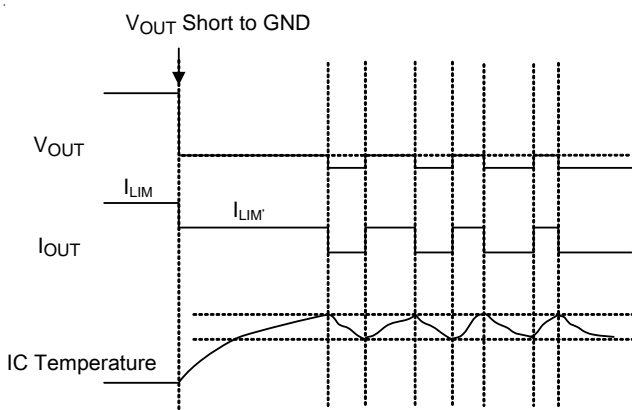 VOUT Short to GND
VOUT
ILIM
ILIM'
IOUT
IC Temperature